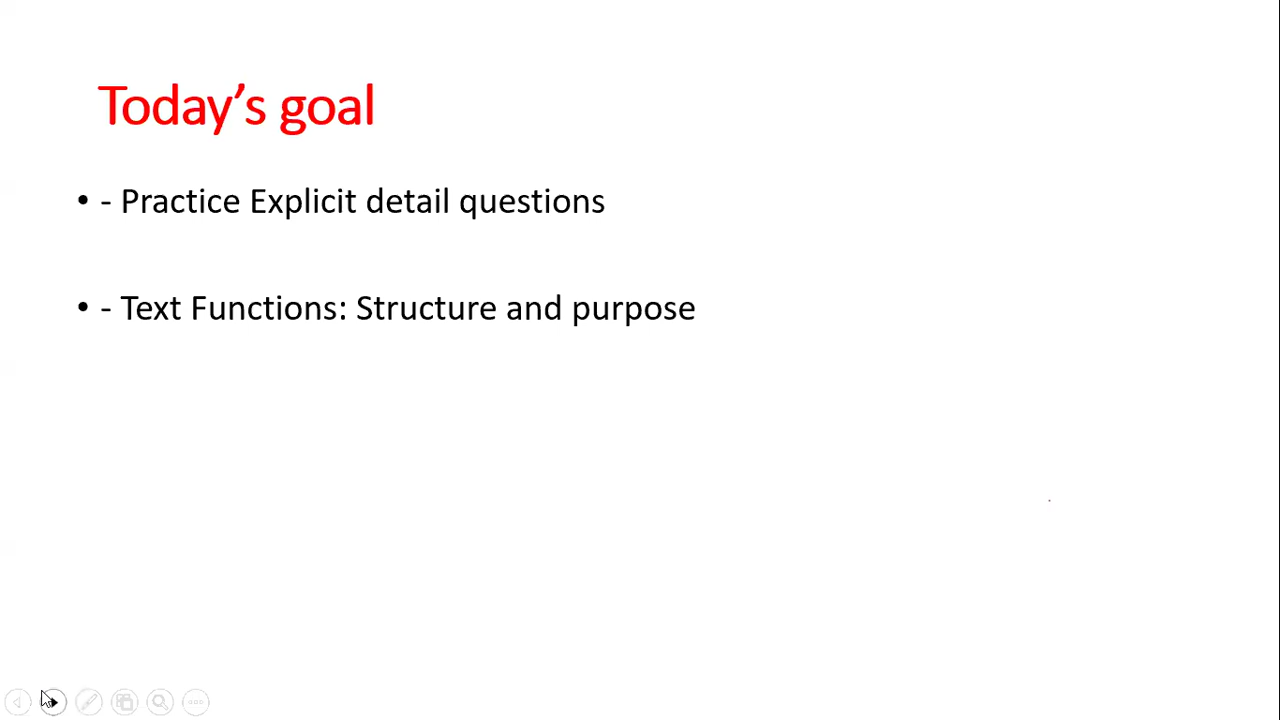 Today’s goal
• - Practice Explicit detail questions
• - Text Functions: Structure and purpose